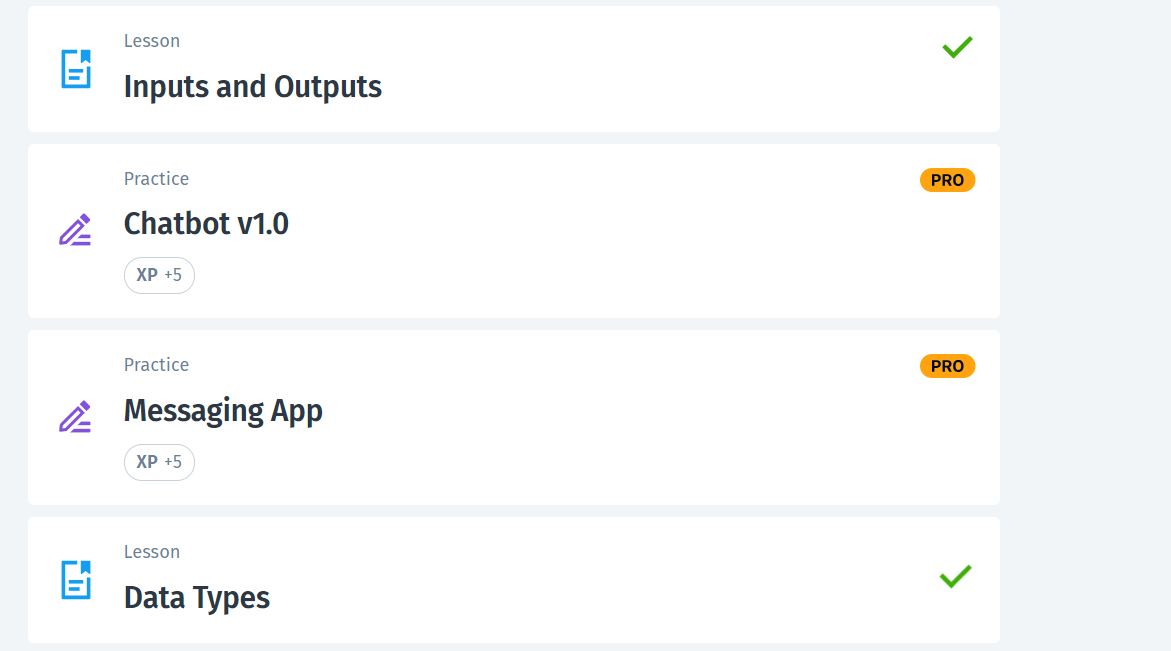 Lesson
Inputs and Outputs
Practice
PRO
Chatbot v1.0
XP +5
Practice
PRO
Messaging App
XP +5
Lesson
Data Types